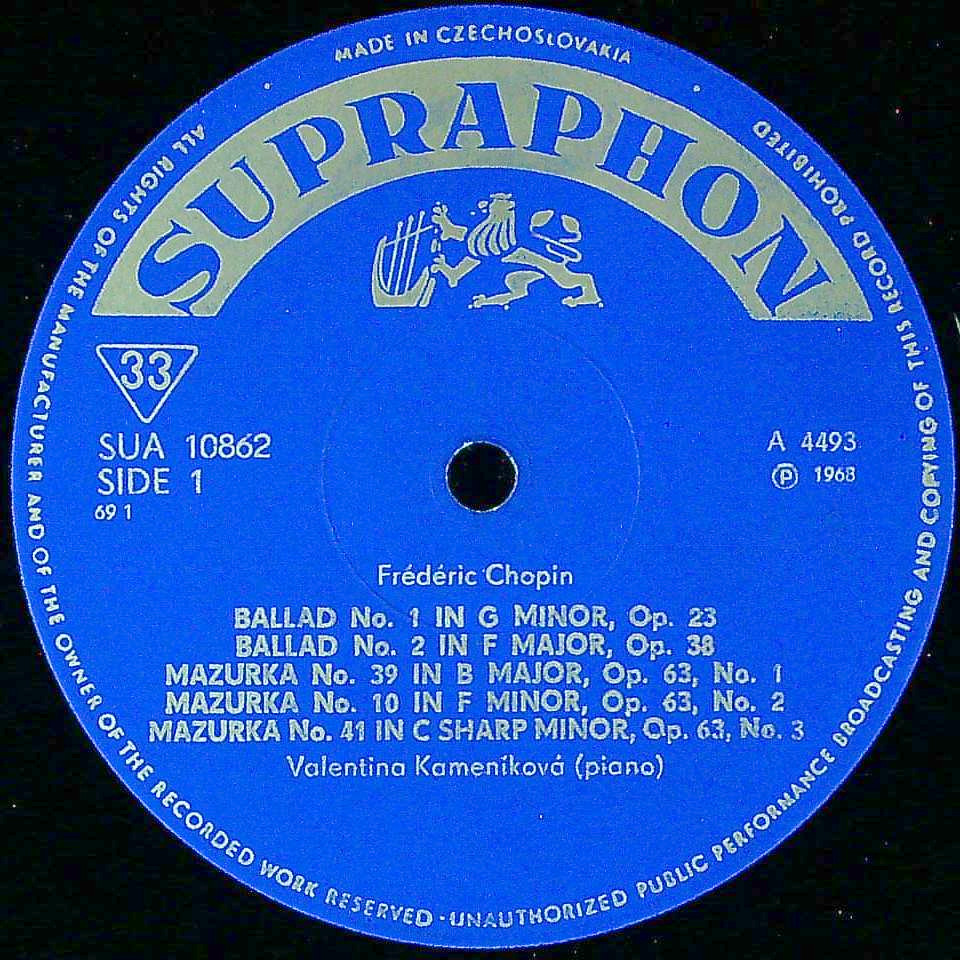 MADE IN CZECHOSLOVAKIA
SUPRAPHON
33
SUA 10862
SIDE 1
69 1
A 4493
Ⓟ 1968
Frédéric Chopin
BALLAD No. 1 IN G MINOR, Op. 23
BALLAD No. 2 IN F MAJOR, Op. 38
MAZURKA No. 39 IN B MAJOR, Op. 63, No. 1
MAZURKA No. 10 IN F MINOR, Op. 63, No. 2
MAZURKA No. 41 IN C SHARP MINOR, Op. 63, No. 3
Valentina Kameníková (piano)
ALL RIGHTS OF THE MANUFACTURER AND OF THE OWNER OF THE RECORDED WORK RESERVED · UNAUTHORIZED PUBLIC PERFORMANCE BROADCASTING AND COPYING OF THIS RECORD PROHIBITED